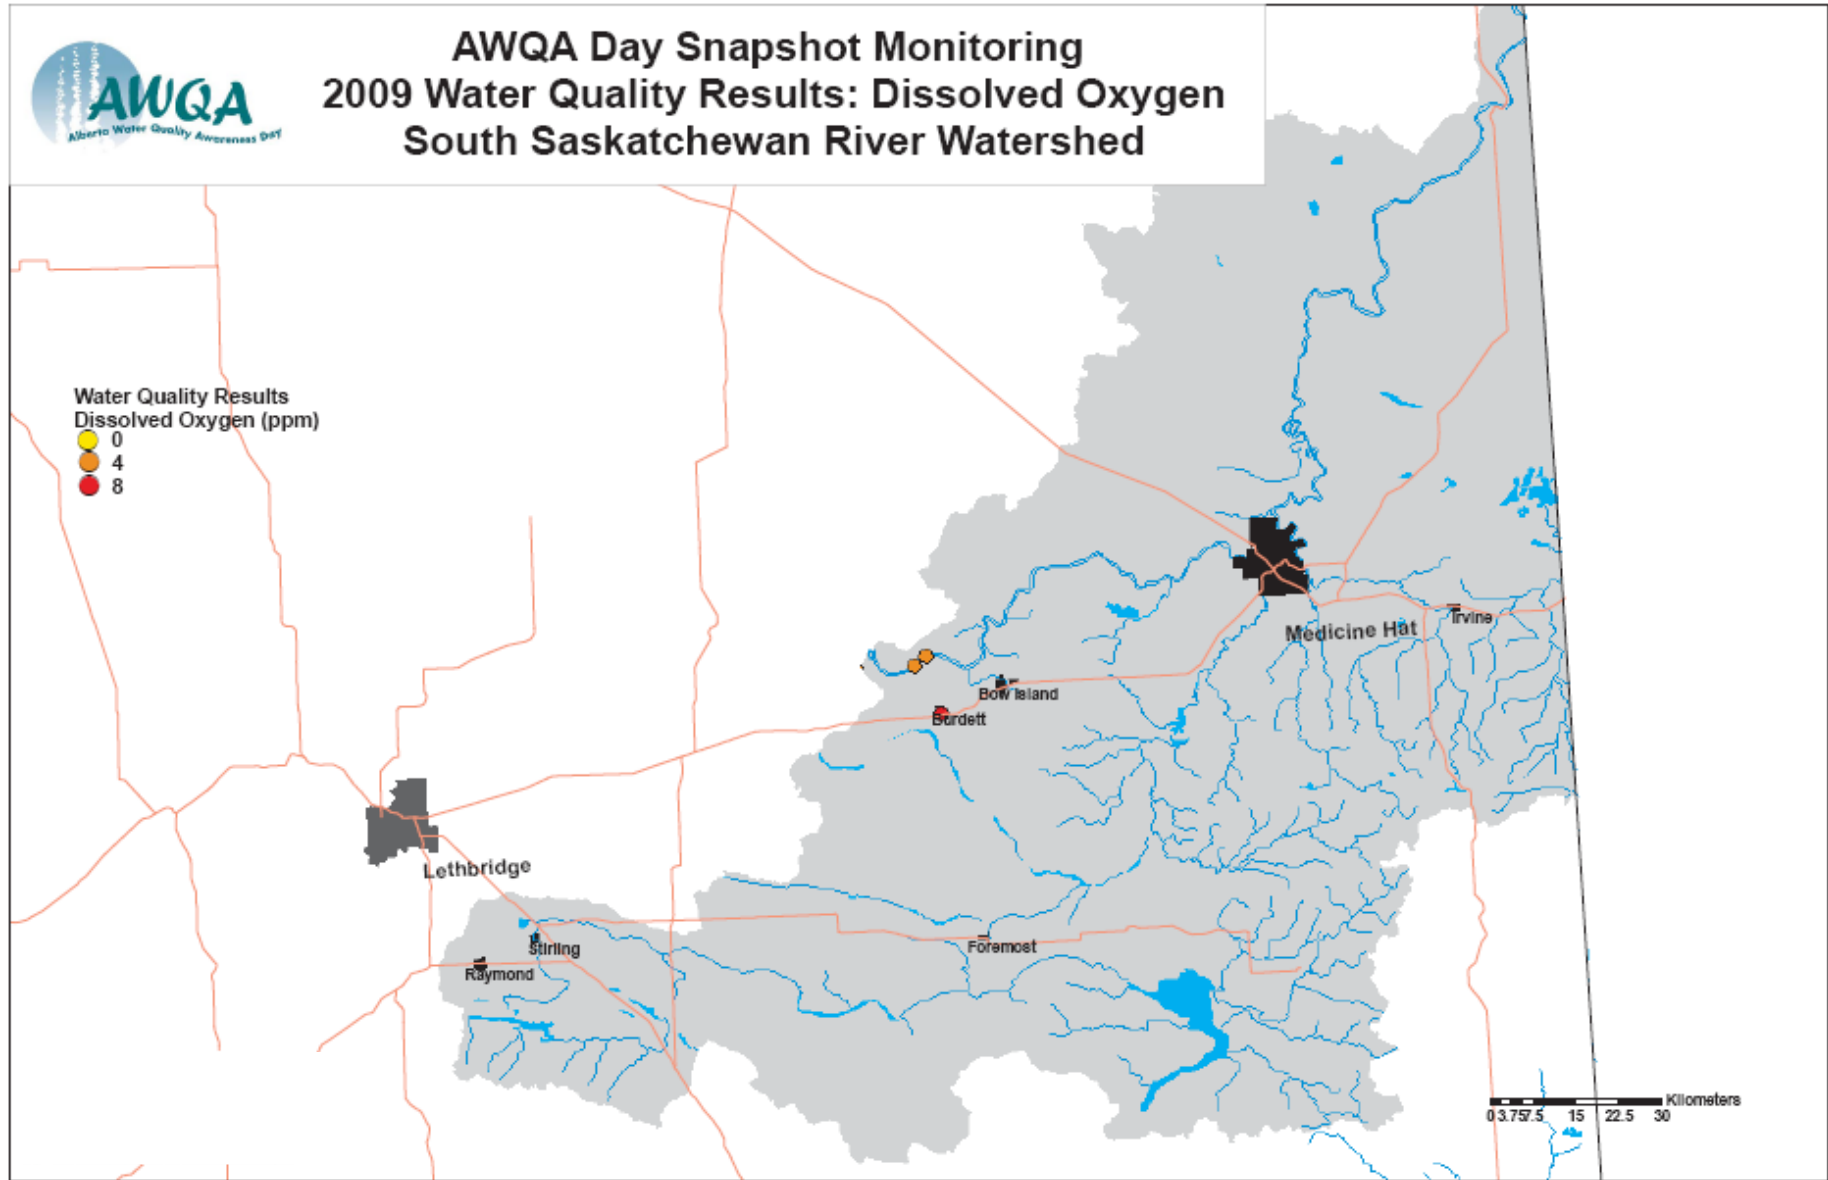 AWQA
Alberta Water Quality Awareness Day
AWQA Day Snapshot Monitoring
2009 Water Quality Results: Dissolved Oxygen
South Saskatchewan River Watershed
Water Quality Results
Dissolved Oxygen (ppm)
0
4
8
Medicine Hat
Irvine
Bow Island
Burdett
Lethbridge
Stirling
Foremost
Raymond
Kilometers
0 3.75 7.5 15 22.5 30